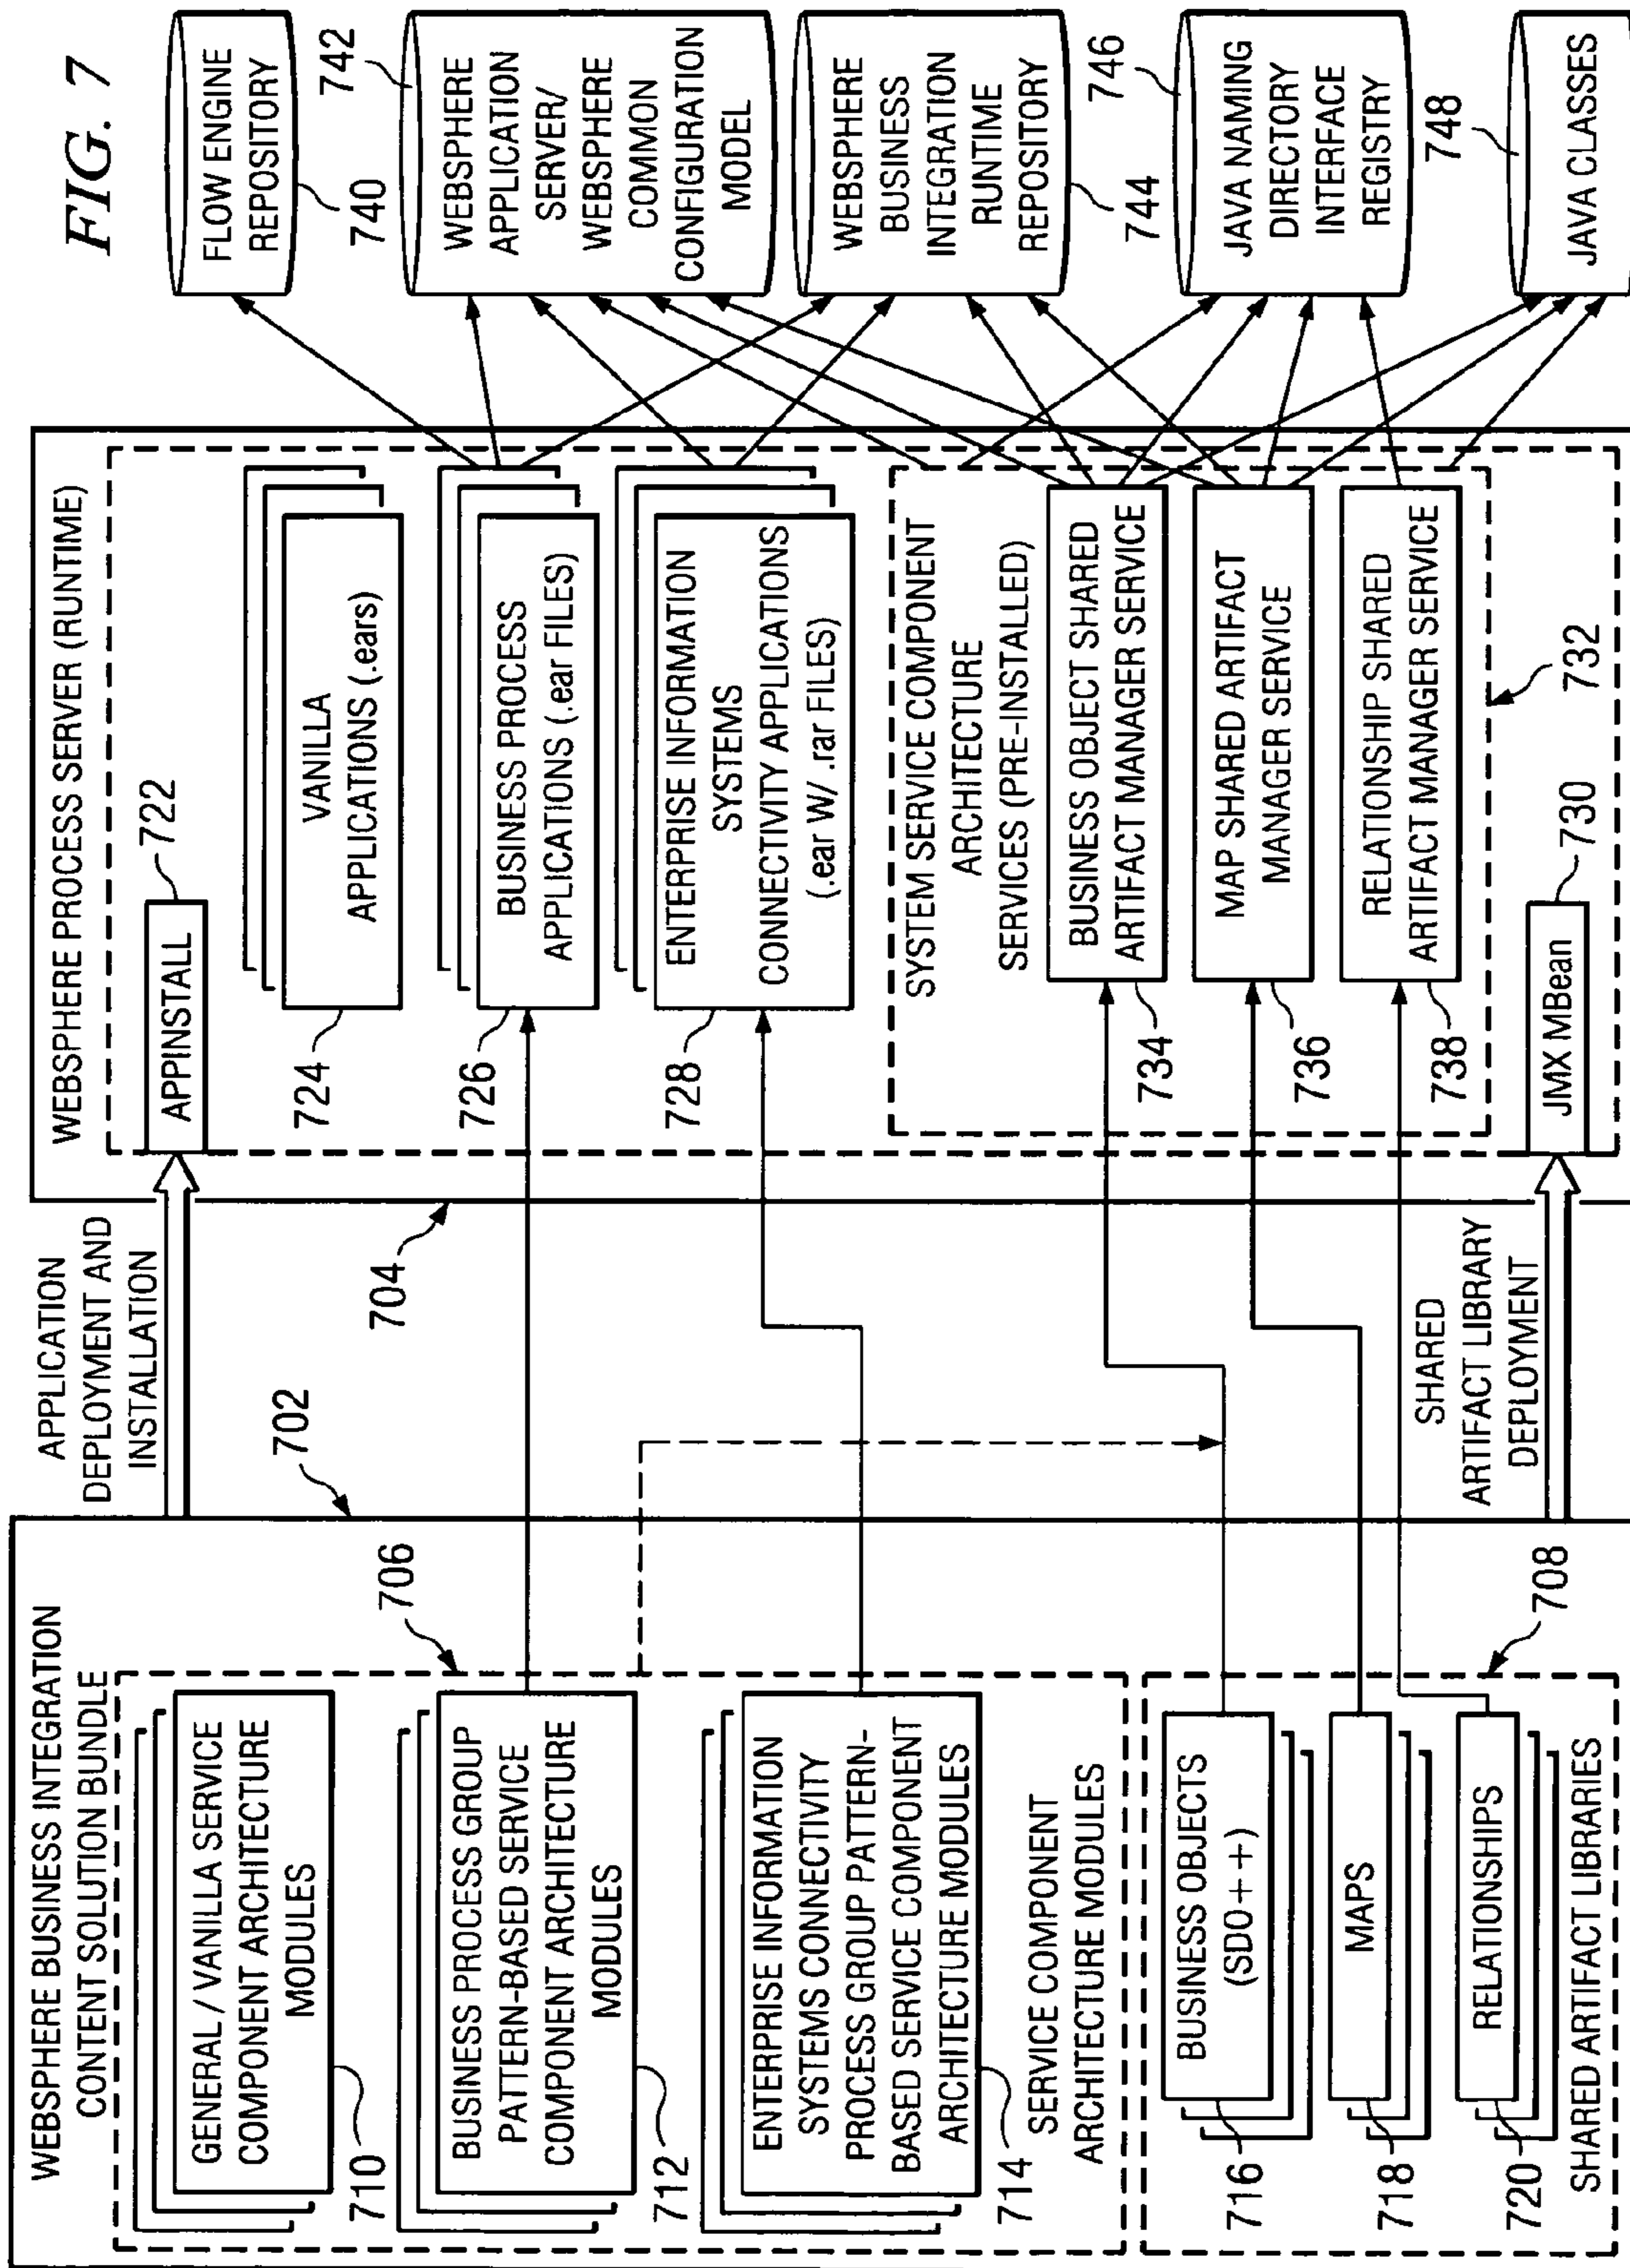 FIG. 7
WEBSPHERE BUSINESS INTEGRATION
CONTENT SOLUTION BUNDLE
702
706
GENERAL / VANILLA SERVICE
COMPONENT ARCHITECTURE
MODULES
710
BUSINESS PROCESS GROUP
PATTERN-BASED SERVICE
COMPONENT ARCHITECTURE
MODULES
712
ENTERPRISE INFORMATION
SYSTEMS CONNECTIVITY
PROCESS GROUP PATTERN-
BASED SERVICE COMPONENT
ARCHITECTURE MODULES
714
SERVICE COMPONENT
ARCHITECTURE MODULES
BUSINESS OBJECTS
(SDO++)
716
MAPS
718
RELATIONSHIPS
720
SHARED ARTIFACT LIBRARIES
708
APPLICATION
DEPLOYMENT AND
INSTALLATION
704
SHARED
ARTIFACT LIBRARY
DEPLOYMENT
WEBSPHERE PROCESS SERVER (RUNTIME)
APPINSTALL
722
VANILLA
APPLICATIONS (.ears)
724
BUSINESS PROCESS
APPLICATIONS (.ear FILES)
726
ENTERPRISE INFORMATION
SYSTEMS
CONNECTIVITY APPLICATIONS
(.ear W/ .rar FILES)
728
SYSTEM SERVICE COMPONENT
ARCHITECTURE
SERVICES (PRE-INSTALLED)
BUSINESS OBJECT SHARED
ARTIFACT MANAGER SERVICE
734
MAP SHARED ARTIFACT
MANAGER SERVICE
736
RELATIONSHIP SHARED
ARTIFACT MANAGER SERVICE
738
732
JMX MBean
730
FLOW ENGINE
REPOSITORY
740
742
WEBSPHERE
APPLICATION
SERVER/
WEBSPHERE
COMMON
CONFIGURATION
MODEL
WEBSPHERE
BUSINESS
INTEGRATION
RUNTIME
REPOSITORY
744
746
JAVA NAMING
DIRECTORY
INTERFACE
REGISTRY
748
JAVA CLASSES